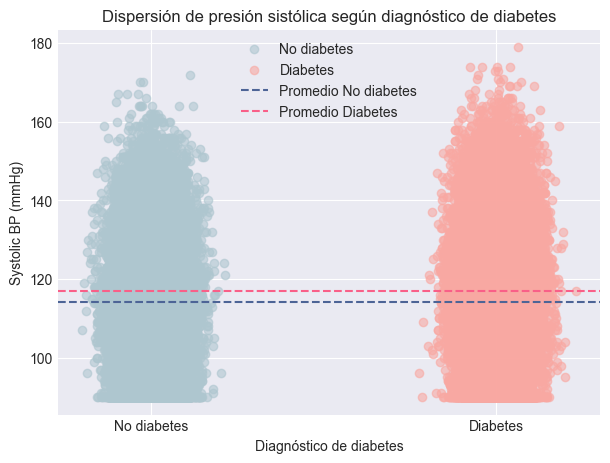 Dispersión de presión sistólica según diagnóstico de diabetes
No diabetes
Diabetes
Promedio No diabetes
Promedio Diabetes
Systolic BP (mmHg)
180
160
140
120
100
No diabetes
Diabetes
Diagnóstico de diabetes